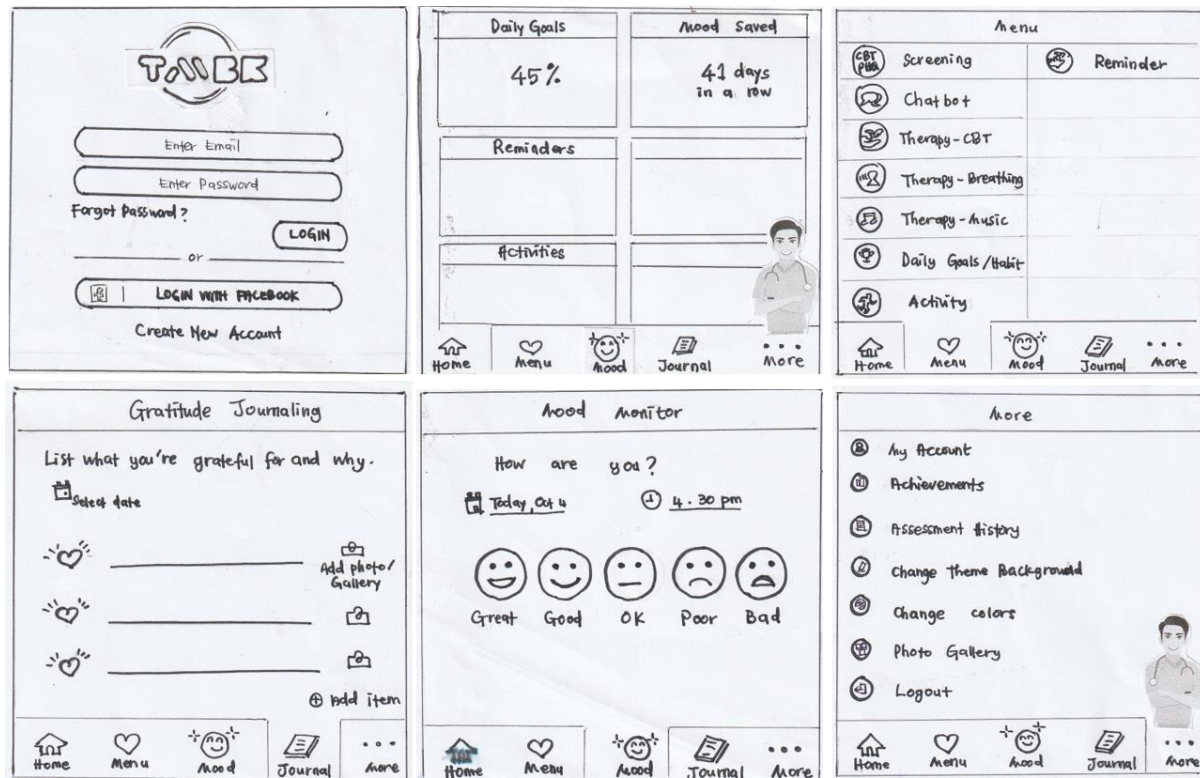 Enter Email
Enter Password
Forgot Password?
LOGIN
or
LOGIN WITH FACEBOOK
Create New Account
Daily Goals
45%
Mood Saved
41 days
in a row
Reminders
Activities
Home
Menu
Mood
Journal
More
Menu
CBT
PHQ
Screening
Chatbot
Therapy-CBT
Therapy-Breathing
Therapy-Music
Daily Goals/Habit
Activity
Reminder
Home
Menu
Mood
Journal
More
Gratitude Journaling
List what you're grateful for and why.
Select date
Add photo/
Gallery
Add item
Home
Menu
Mood
Journal
More
Mood Monitor
How are you?
Today, Oct 4
4.30 pm
Great
Good
OK
Poor
Bad
Home
Menu
Mood
Journal
More
More
My Account
Achievements
Assessment History
Change Theme Background
Change colors
Photo Gallery
Logout
Home
Menu
Mood
Journal
More